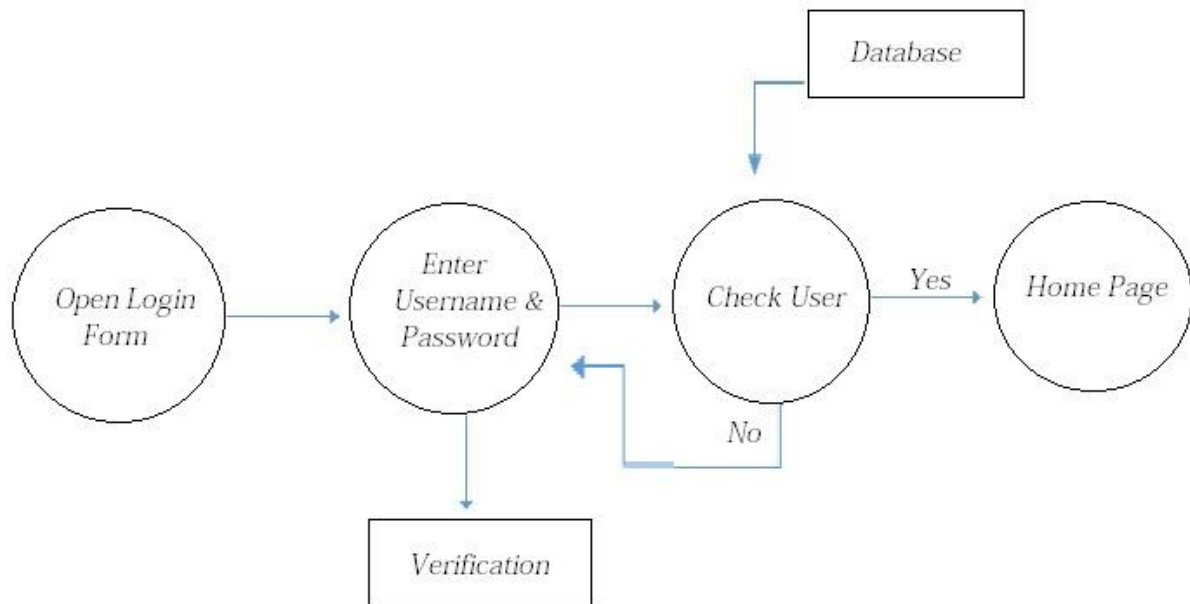 Database
Open Login
Form
Enter
Username &
Password
Check User
Yes
Home Page
No
Verification